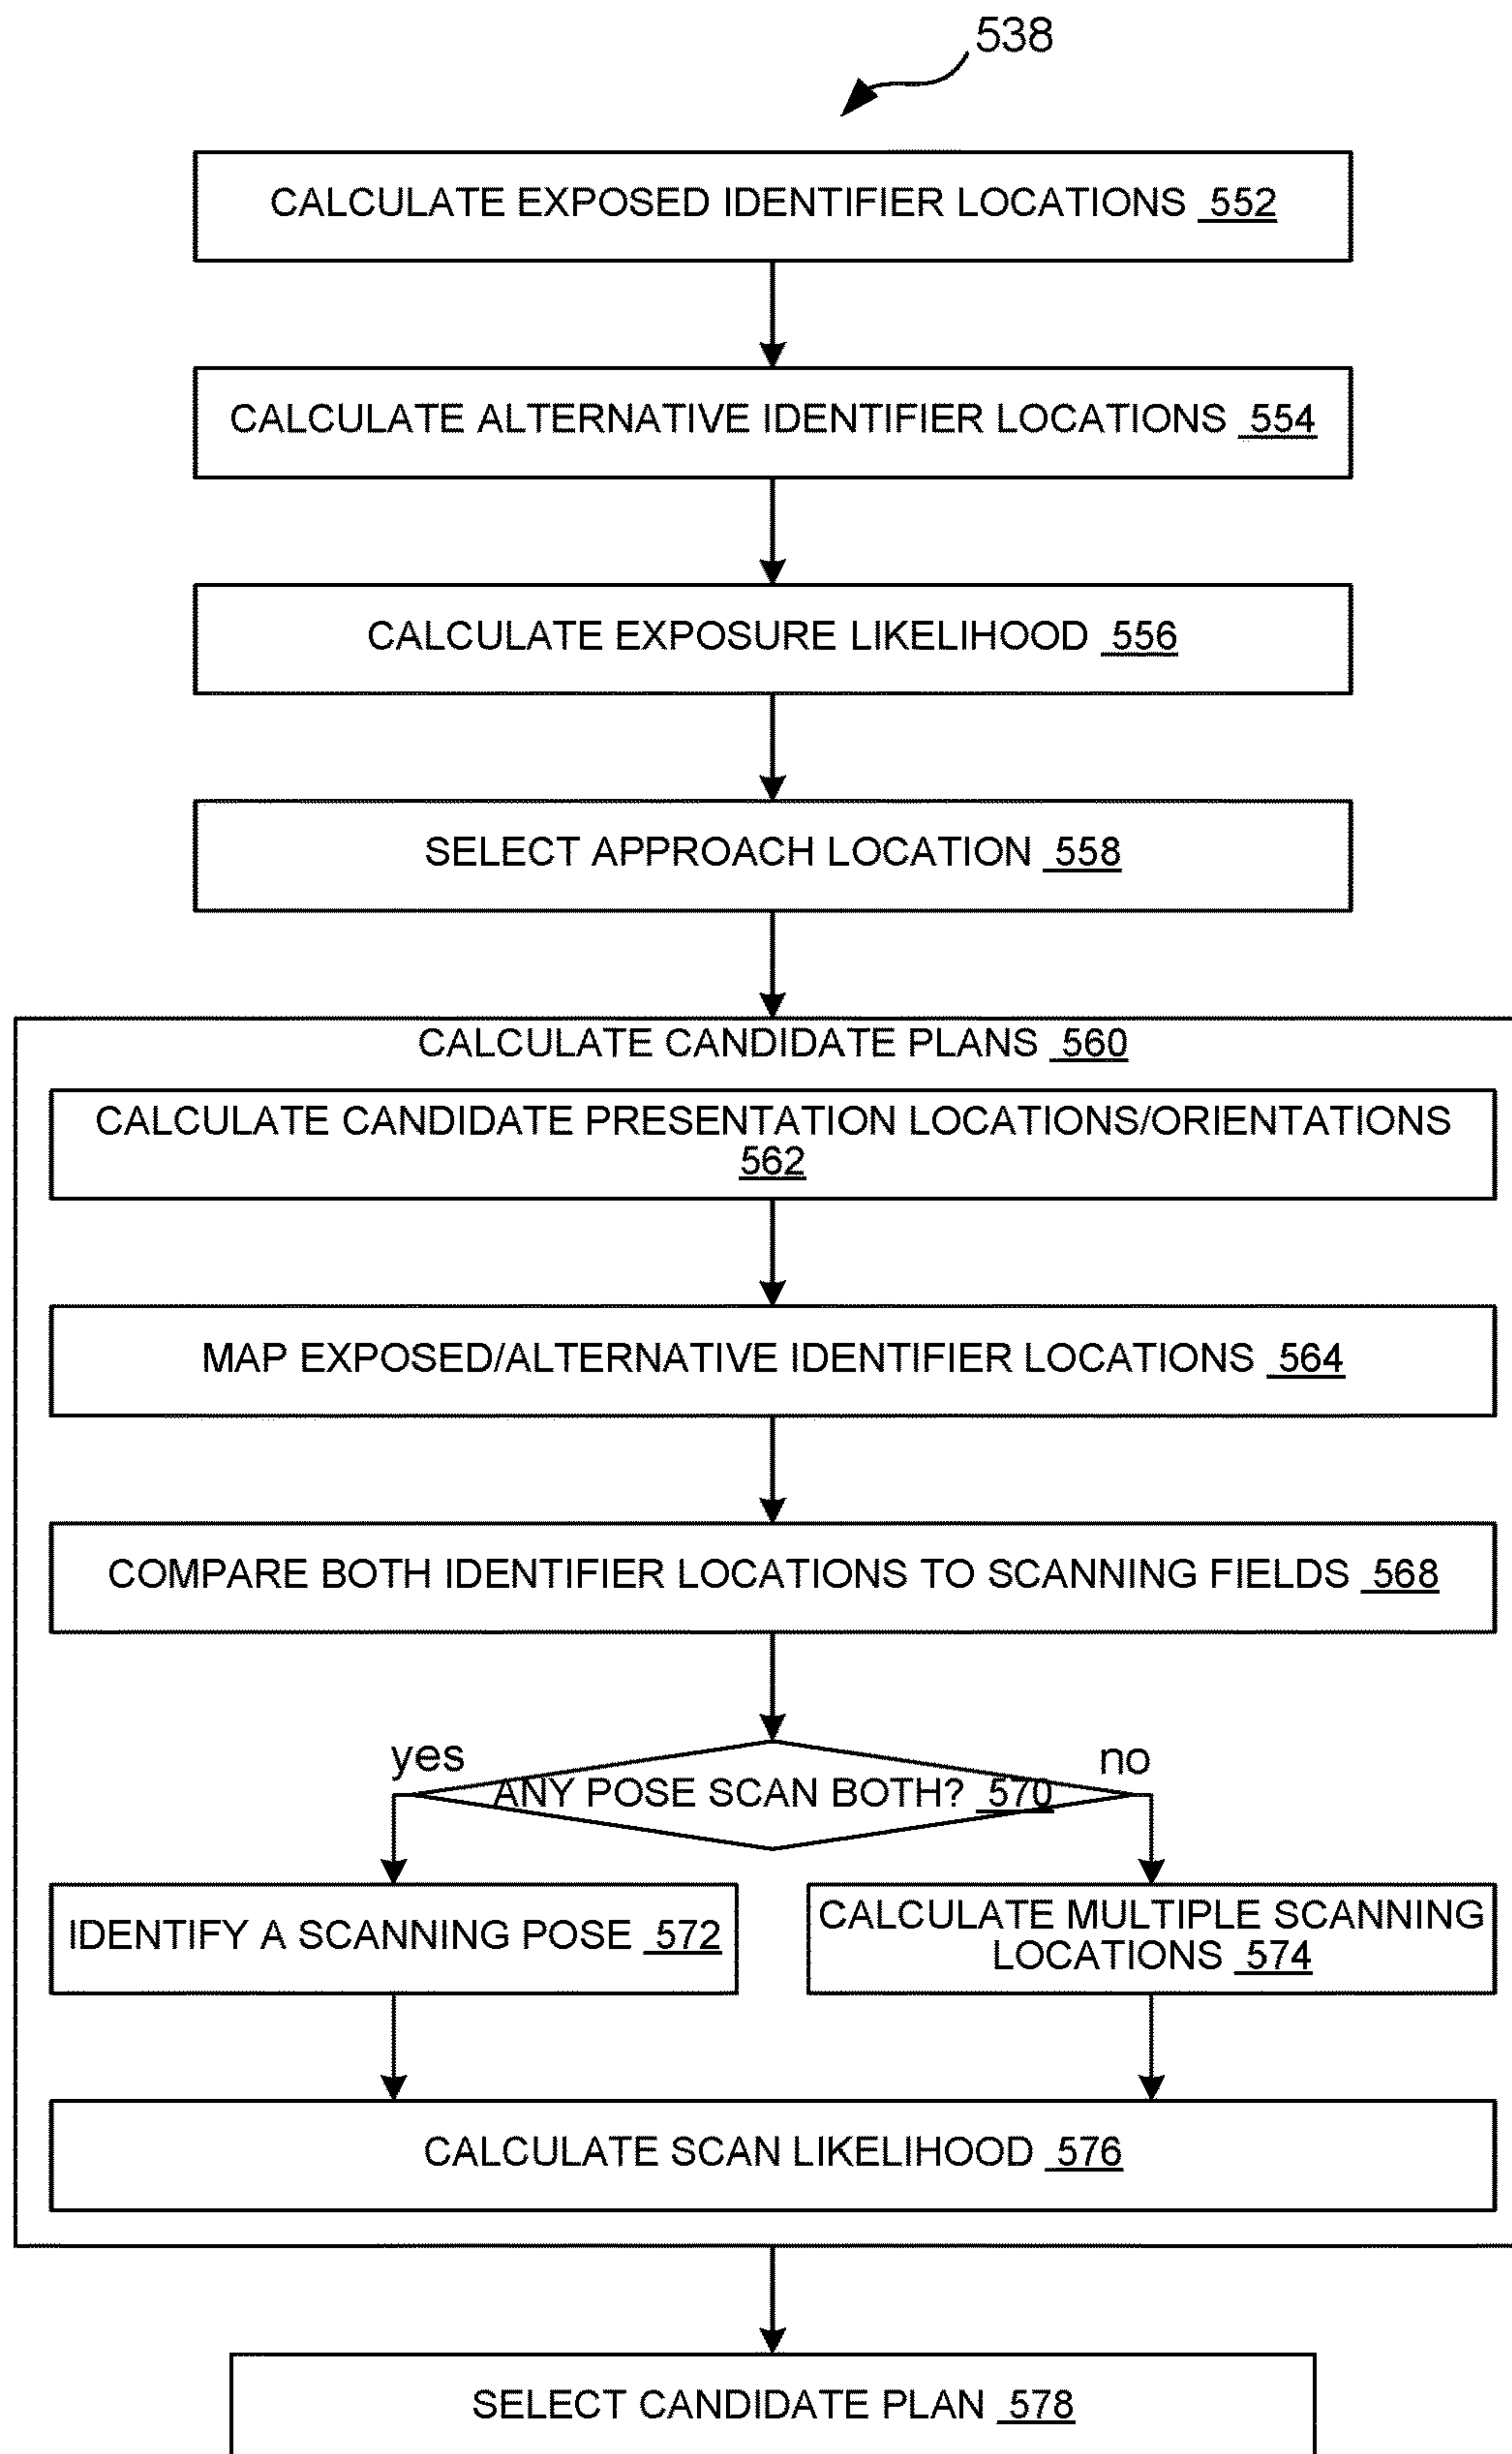 538
CALCULATE EXPOSED IDENTIFIER LOCATIONS 552
CALCULATE ALTERNATIVE IDENTIFIER LOCATIONS 554
CALCULATE EXPOSURE LIKELIHOOD 556
SELECT APPROACH LOCATION 558
CALCULATE CANDIDATE PLANS 560
CALCULATE CANDIDATE PRESENTATION LOCATIONS/ORIENTATIONS
562
MAP EXPOSED/ALTERNATIVE IDENTIFIER LOCATIONS 564
COMPARE BOTH IDENTIFIER LOCATIONS TO SCANNING FIELDS 568
yes
no
ANY POSE SCAN BOTH? 570
IDENTIFY A SCANNING POSE 572
CALCULATE MULTIPLE SCANNING
LOCATIONS 574
CALCULATE SCAN LIKELIHOOD 576
SELECT CANDIDATE PLAN 578